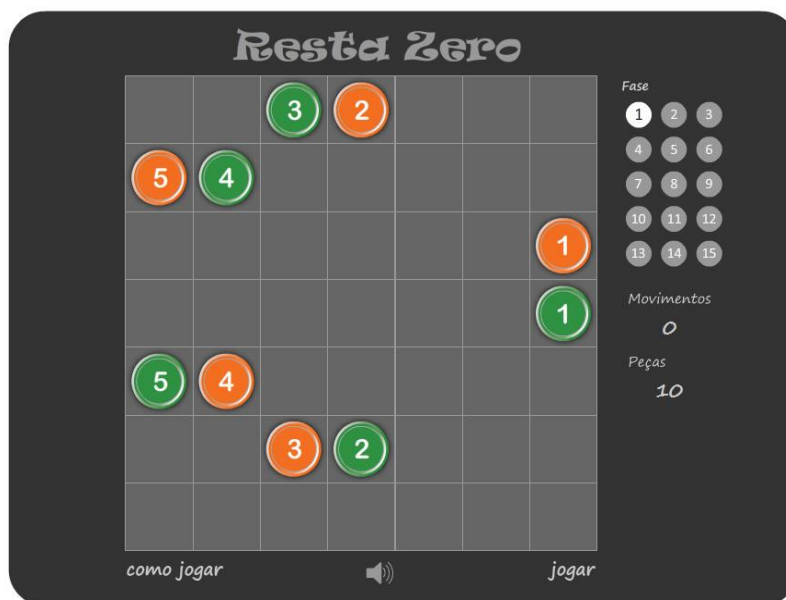 Resta Zero
3 2
5 4
1
1
5 4
3 2
Fase
1 2 3
4 5 6
7 8 9
10 11 12
13 14 15
Movimentos
0
Peças
10
como jogar
jogar